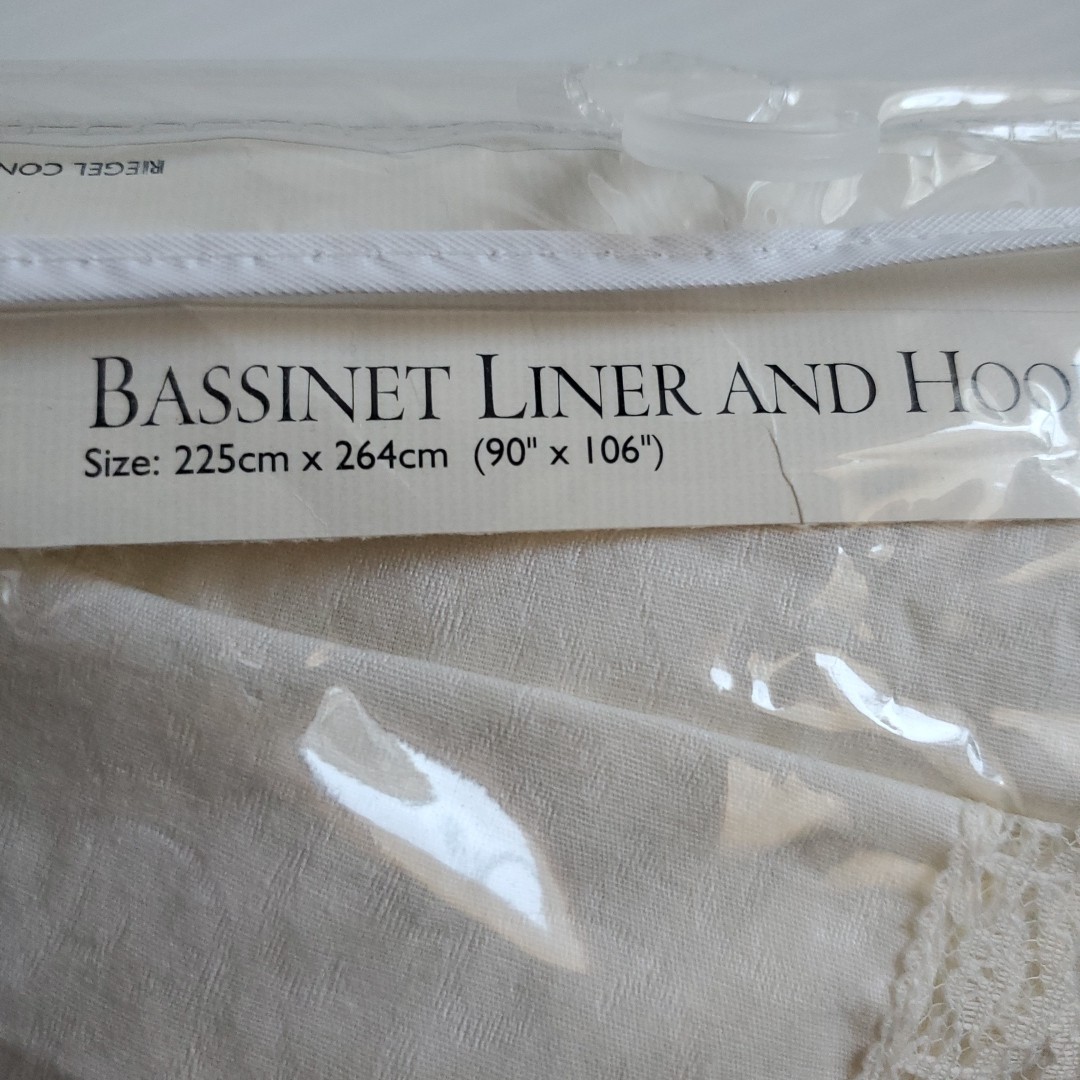 RIEGEL CON
BASSINET LINER AND HOO
Size: 225cm x 264cm (90" x 106")